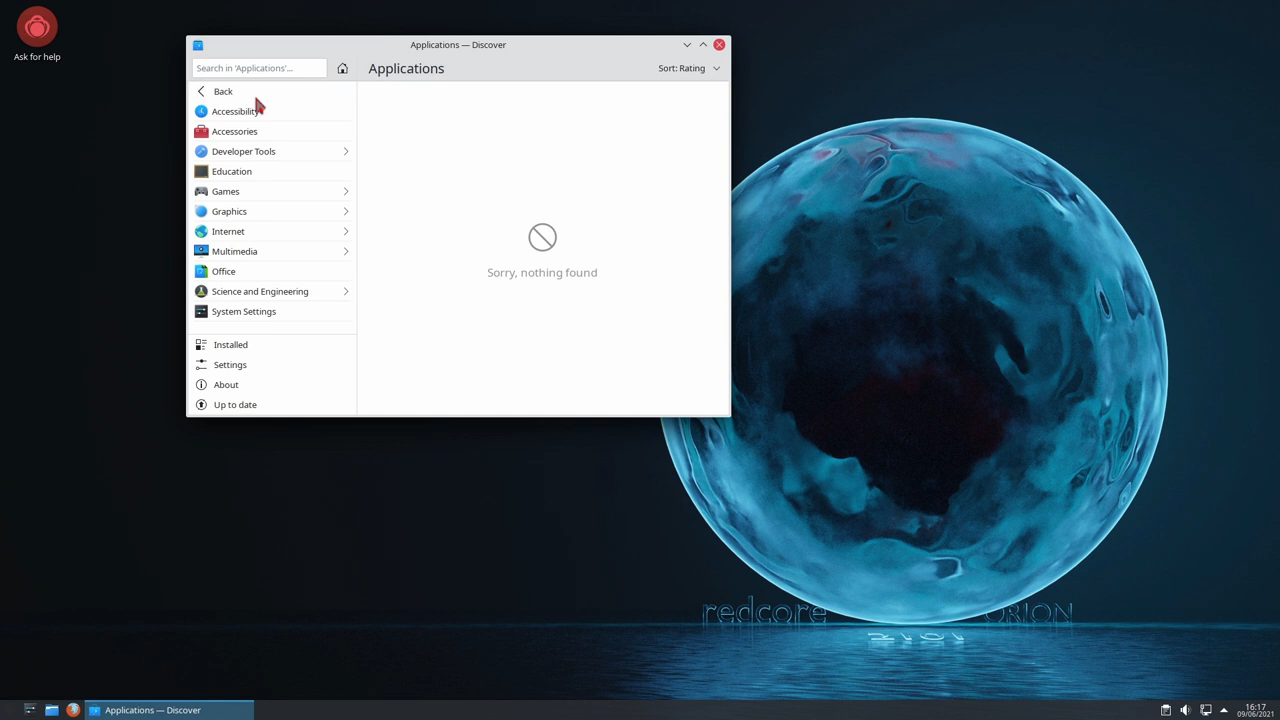 Ask for help
Applications — Discover
Search in 'Applications'...
Applications
Sort: Rating
Back
Accessibility
Accessories
Developer Tools
Education
Games
Graphics
Internet
Multimedia
Office
Science and Engineering
System Settings
Sorry, nothing found
Installed
Settings
About
Up to date
redcore
ORION
2101
Applications — Discover
16:17
09/06/2021